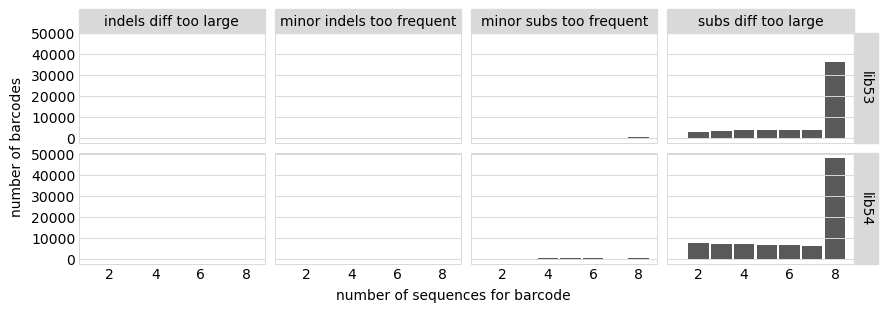 indels diff too large minor indels too frequent minor subs too frequent subs diff too large
50000
40000
30000
20000
10000
0
lib53
50000
40000
30000
20000
10000
0
lib54
number of barcodes
2 4 6 8 2 4 6 8 2 4 6 8 2 4 6 8
number of sequences for barcode